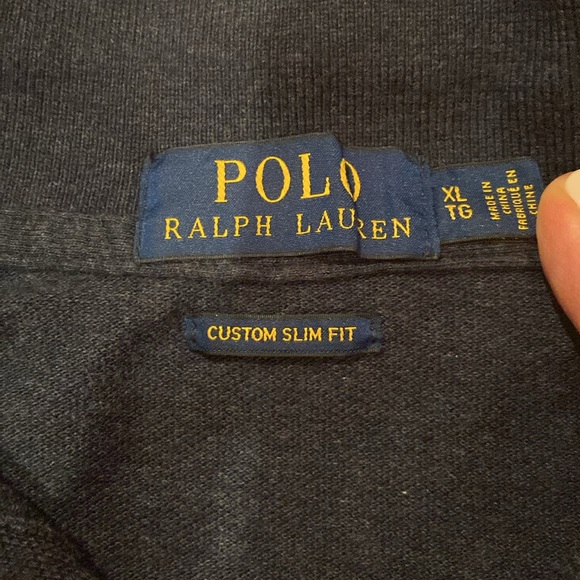 POLO
RALPH LAUREN
XL
TG
MADE IN
CHINA
FABRIQUÉ EN
CHINE
CUSTOM SLIM FIT